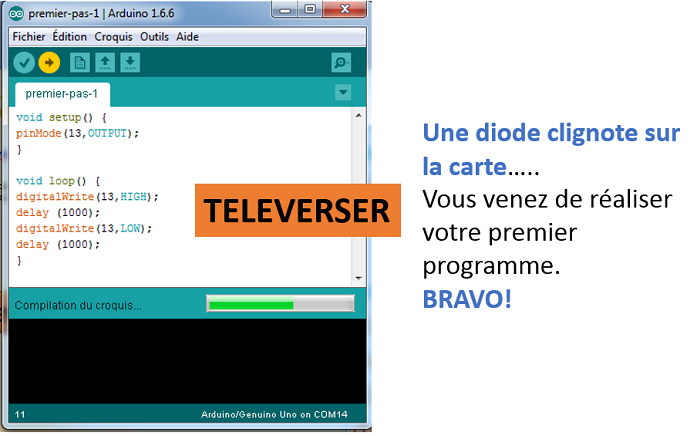 premier-pas-1 | Arduino 1.6.6
Fichier Édition Croquis Outils Aide
premier-pas-1
void setup() {
pinMode(13,OUTPUT);
}
void loop() {
digitalWrite(13,HIGH);
delay (1000);
digitalWrite(13,LOW);
delay (1000);
}
TELEVERSER
Compilation du croquis...
11
Arduino/Genuino Uno on COM14
Une diode clignote sur
la carte…..
Vous venez de réaliser
votre premier
programme.
BRAVO!